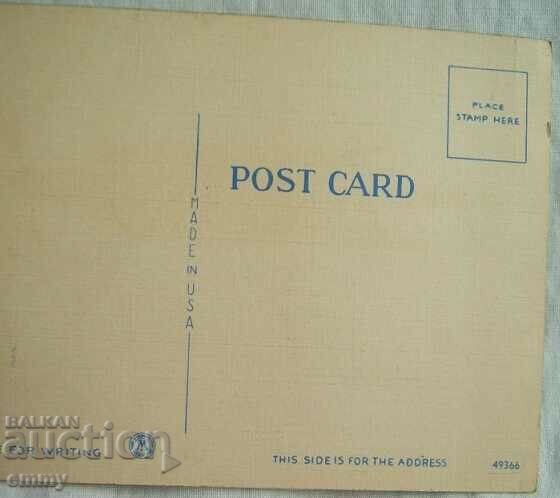 PLACE
STAMP HERE
POST CARD
MADE IN USA
FOR WRITING
THIS SIDE IS FOR THE ADDRESS
49366
BALKAN
auction
emmy